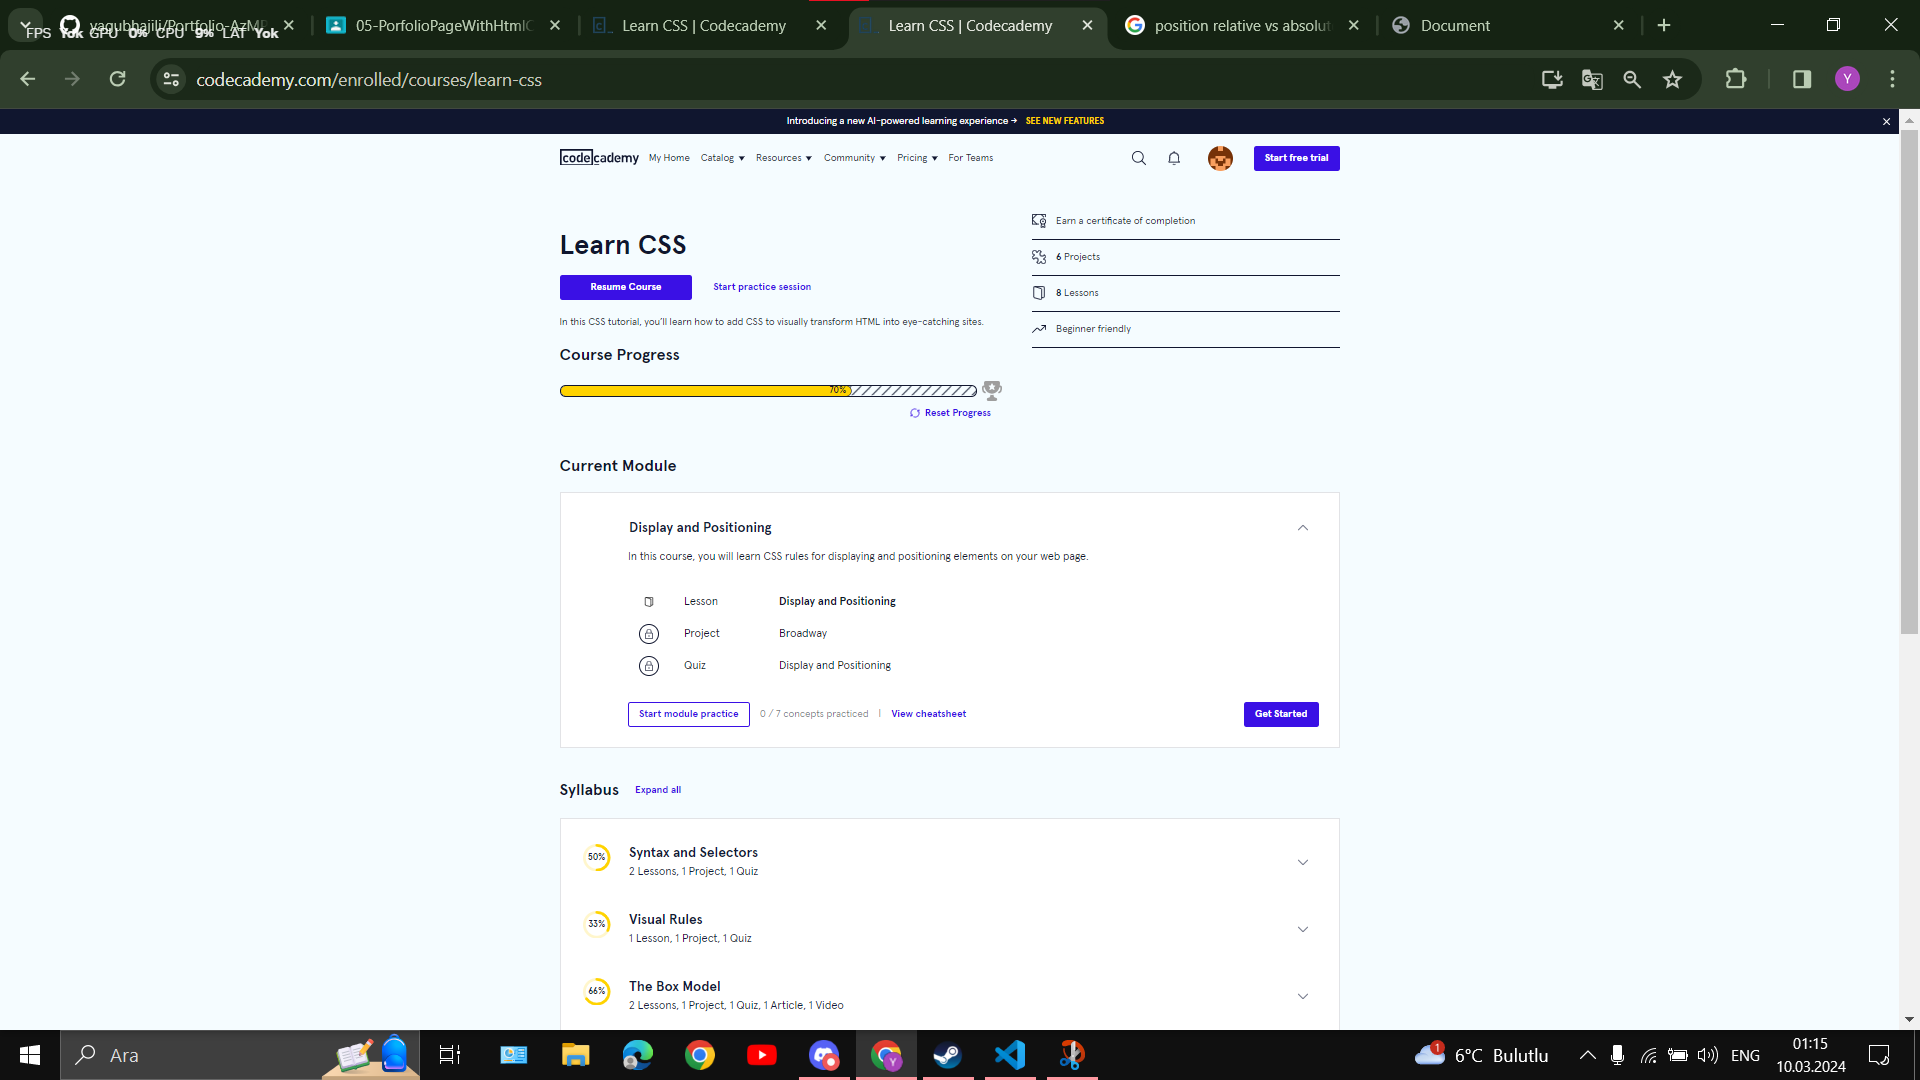 yagubhajili/Portfolio-AzMP
05-PorfolioPageWithHtmlC
Learn CSS | Codecademy
Learn CSS | Codecademy
position relative vs absolut
Document
FPS Yok GPU 0% CPU 9% LAT Yok
codecademy.com/enrolled/courses/learn-css
Y
Introducing a new AI-powered learning experience → SEE NEW FEATURES
codecademy My Home Catalog Resources Community Pricing For Teams Start free trial
Earn a certificate of completion
6 Projects
8 Lessons
Beginner friendly
Learn CSS
Resume Course Start practice session
In this CSS tutorial, you'll learn how to add CSS to visually transform HTML into eye-catching sites.
Course Progress
70%
Reset Progress
Current Module
Display and Positioning
In this course, you will learn CSS rules for displaying and positioning elements on your web page.
Lesson Display and Positioning
Project Broadway
Quiz Display and Positioning
Start module practice 0 / 7 concepts practiced | View cheatsheet Get Started
Syllabus Expand all
50% Syntax and Selectors
2 Lessons, 1 Project, 1 Quiz
33% Visual Rules
1 Lesson, 1 Project, 1 Quiz
66% The Box Model
2 Lessons, 1 Project, 1 Quiz, 1 Article, 1 Video
Ara
Y
1
6°C Bulutlu
ENG
01:15
10.03.2024